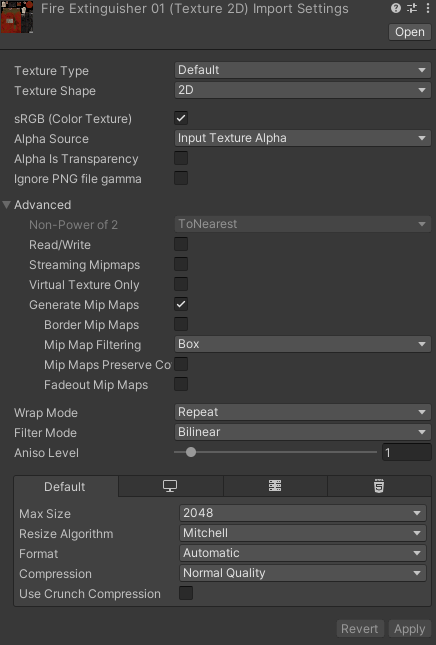 Fire Extinguisher 01 (Texture 2D) Import Settings
Open
Texture Type Default
Texture Shape 2D
sRGB (Color Texture)
Alpha Source Input Texture Alpha
Alpha Is Transparency
Ignore PNG file gamma
Advanced
Non-Power of 2 ToNearest
Read/Write
Streaming Mipmaps
Virtual Texture Only
Generate Mip Maps
Border Mip Maps
Mip Map Filtering Box
Mip Maps Preserve Co
Fadeout Mip Maps
Wrap Mode Repeat
Filter Mode Bilinear
Aniso Level 1
Default
Max Size 2048
Resize Algorithm Mitchell
Format Automatic
Compression Normal Quality
Use Crunch Compression
Revert Apply